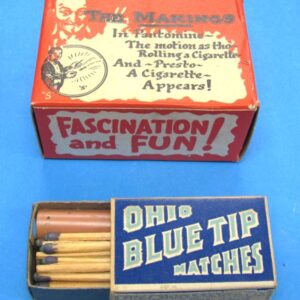 The Makings
In Pantomine-
The motion as tho-
Rolling a Cigarette
And - Presto -
A Cigarette -
Appears!
"S"
FASCINATION
and FUN!
OHIO
BLUE TIP
MATCHES